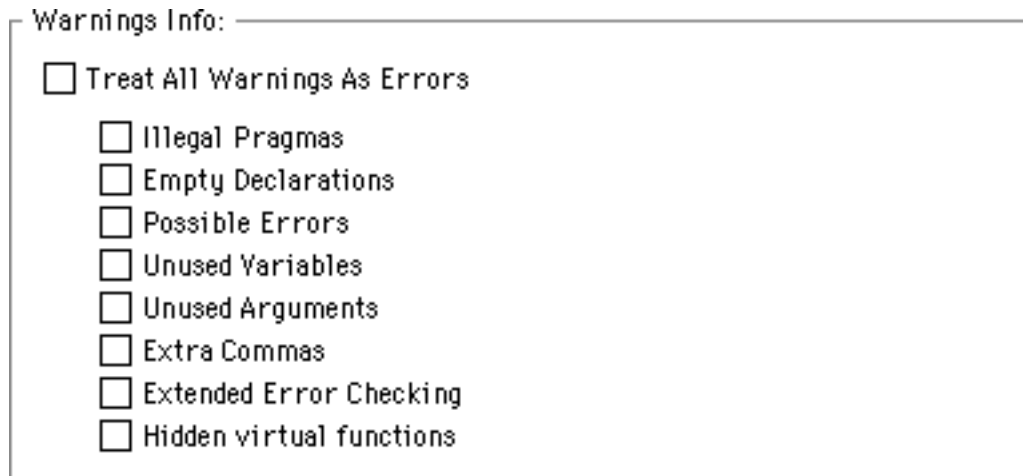 Warnings Info:
Treat All Warnings As Errors
Illegal Pragmas
Empty Declarations
Possible Errors
Unused Variables
Unused Arguments
Extra Commas
Extended Error Checking
Hidden virtual functions